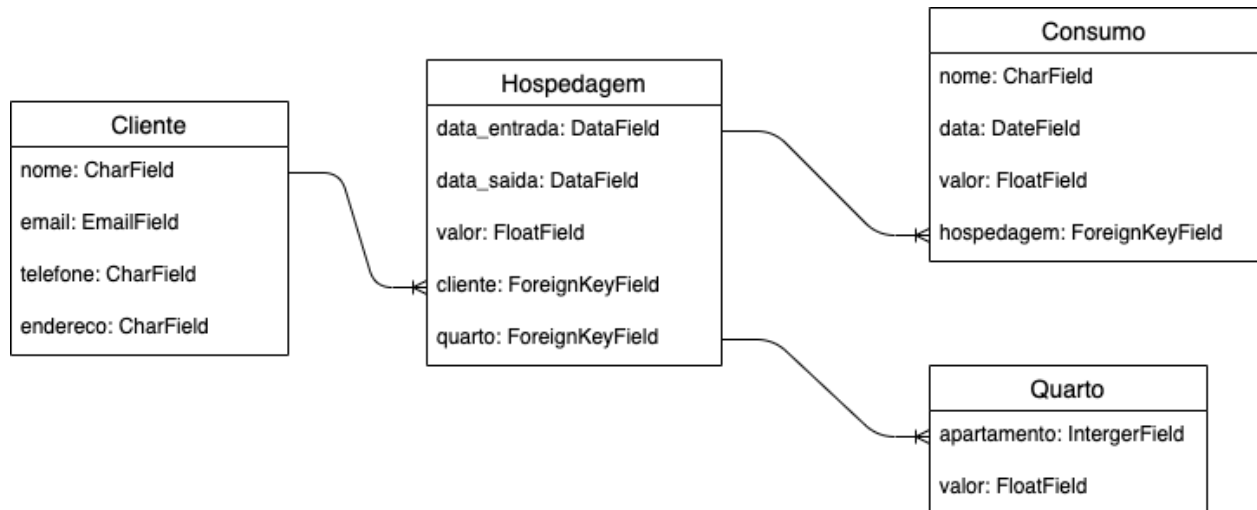 Cliente
nome: CharField
email: EmailField
telefone: CharField
endereco: CharField
Hospedagem
data_entrada: DataField
data_saida: DataField
valor: FloatField
cliente: ForeignKeyField
quarto: ForeignKeyField
Consumo
nome: CharField
data: DateField
valor: FloatField
hospedagem: ForeignKeyField
Quarto
apartamento: IntergerField
valor: FloatField